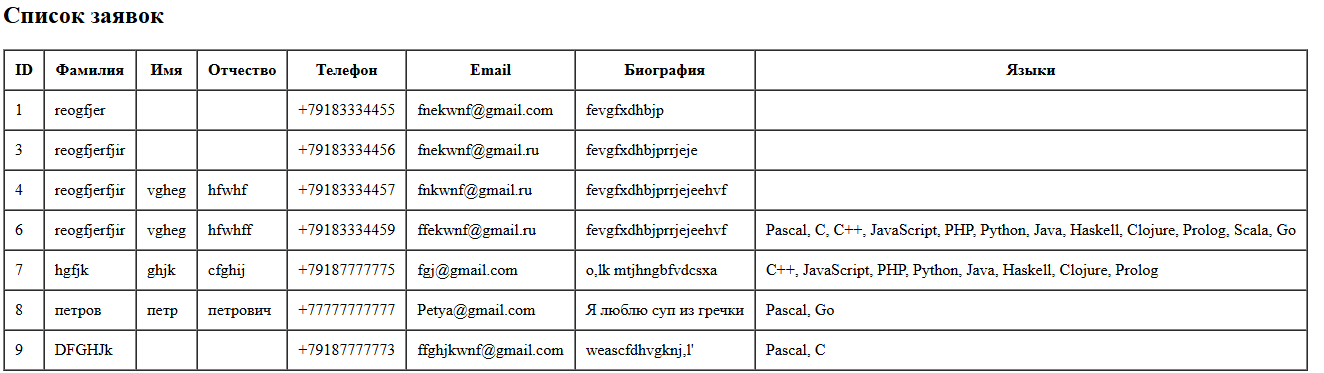 Список заявок
ID Фамилия Имя Отчество Телефон Email Биография Языки
1 reogfjer +79183334455 fnekwnf@gmail.com fevgfxdhbjp
3 reogfjerfjir +79183334456 fnekwnf@gmail.ru fevgfxdhbjprrjeje
4 reogfjerfjir vgheg hfwhf +79183334457 fnkwnf@gmail.ru fevgfxdhbjprrjejeehvf
6 reogfjerfjir vgheg hfwhff +79183334459 ffekwnf@gmail.ru fevgfxdhbjprrjejeehvf Pascal, C, C++, JavaScript, PHP, Python, Java, Haskell, Clojure, Prolog, Scala, Go
7 hgfjk ghjk cfghij +79187777775 fgj@gmail.com o,lk mtjhngbfvdcsxa C++, JavaScript, PHP, Python, Java, Haskell, Clojure, Prolog
8 петров петр петрович +77777777777 Petya@gmail.com Я люблю суп из гречки Pascal, Go
9 DFGHJk +79187777773 ffghjkwnf@gmail.com weascfdhvgknj,l' Pascal, C